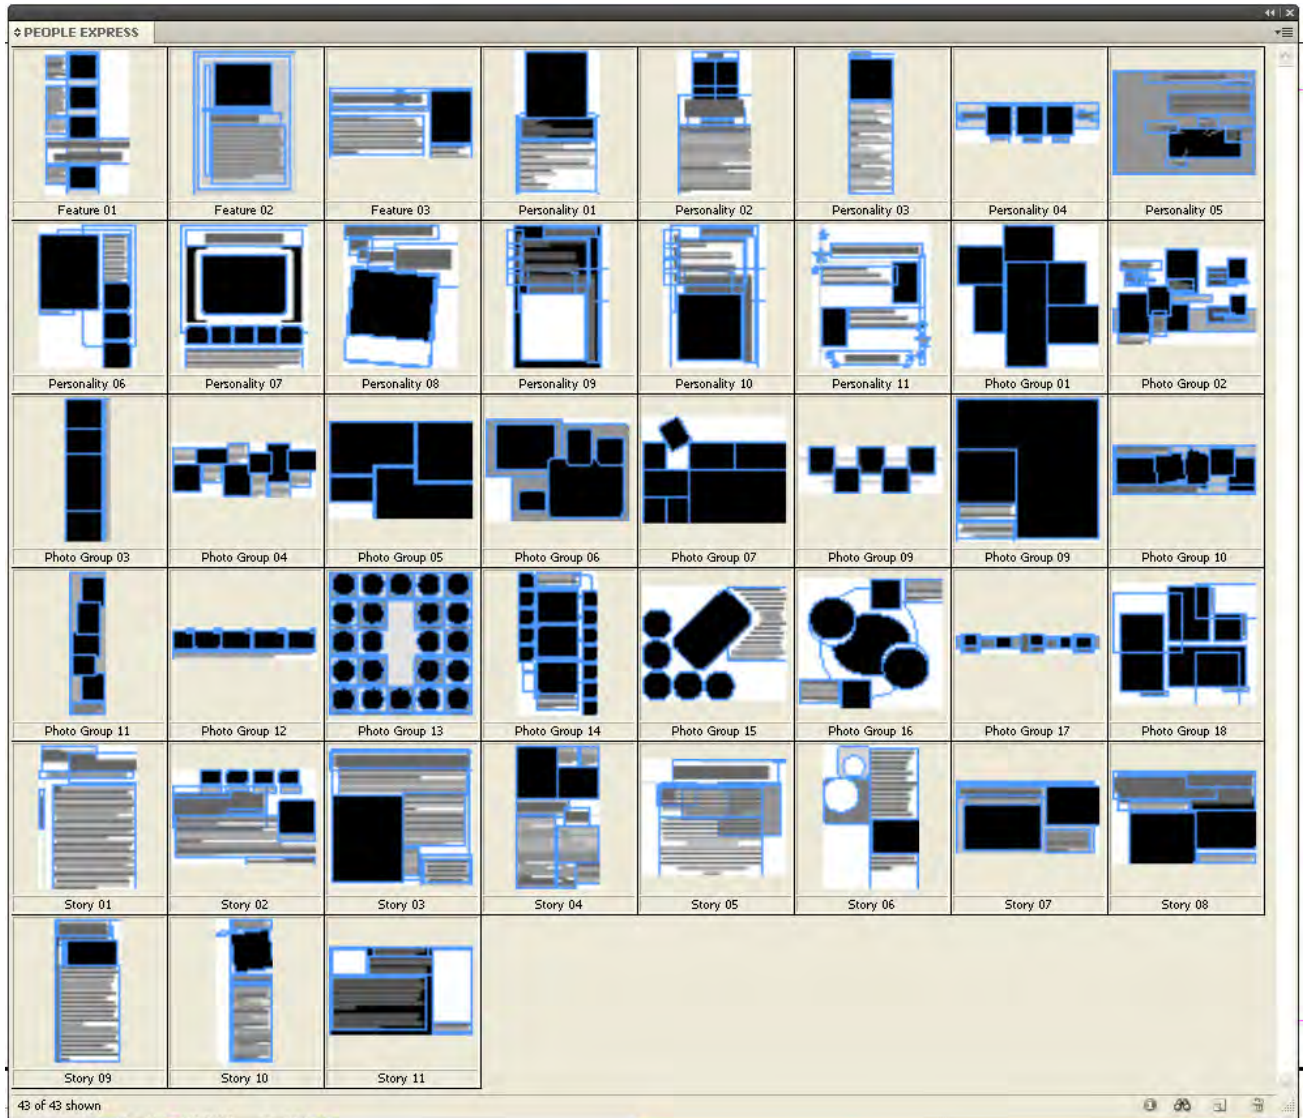 PEOPLE EXPRESS
Feature 01 Feature 02 Feature 03 Personality 01 Personality 02 Personality 03 Personality 04 Personality 05
Personality 06 Personality 07 Personality 08 Personality 09 Personality 10 Personality 11 Photo Group 01 Photo Group 02
Photo Group 03 Photo Group 04 Photo Group 05 Photo Group 06 Photo Group 07 Photo Group 09 Photo Group 09 Photo Group 10
Photo Group 11 Photo Group 12 Photo Group 13 Photo Group 14 Photo Group 15 Photo Group 16 Photo Group 17 Photo Group 18
Story 01 Story 02 Story 03 Story 04 Story 05 Story 06 Story 07 Story 08
Story 09 Story 10 Story 11
43 of 43 shown